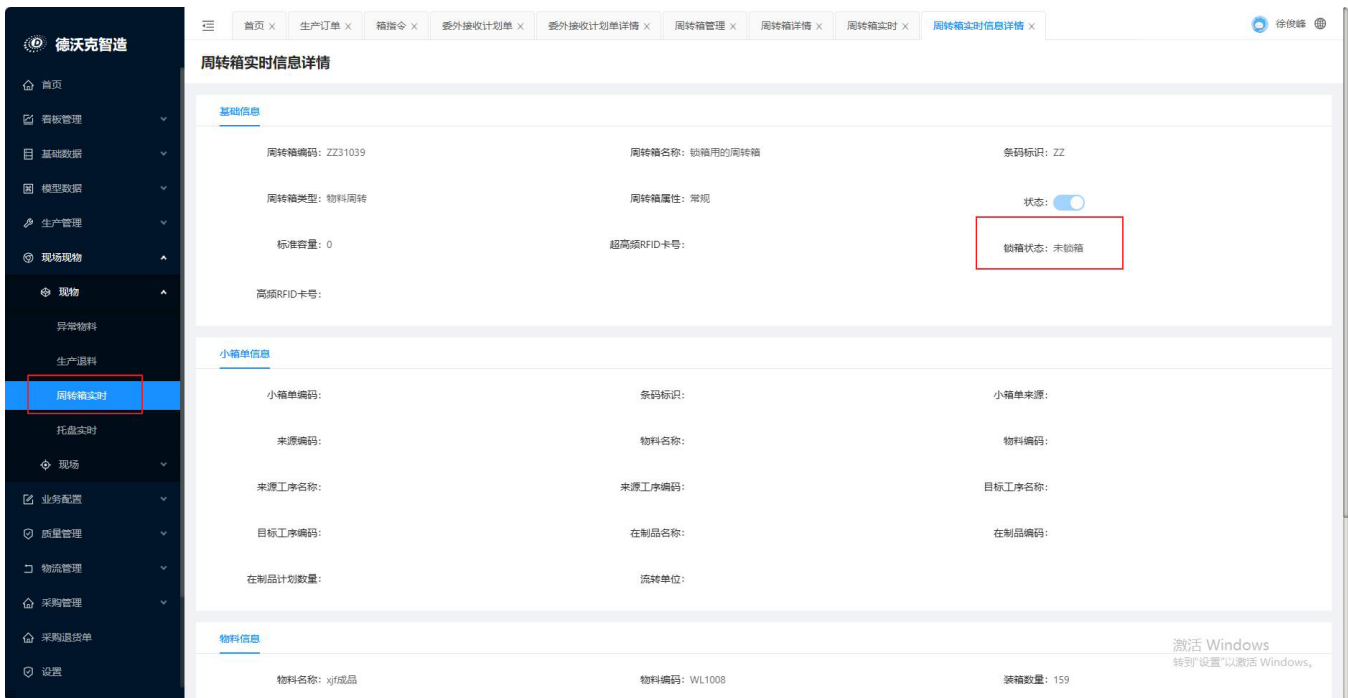 德沃克智造
首页
看板管理
基础数据
模型数据
生产管理
现场现物
现物
异常物料
生产退料
周转箱实时
托盘实时
现场
业务配置
质量管理
物流管理
采购管理
采购退货单
设置
首页 × 生产订单 × 箱指令 × 委外接收计划单 × 委外接收计划单详情 × 周转箱管理 × 周转箱详情 × 周转箱实时 × 周转箱实时信息详情 × 徐俊峰
周转箱实时信息详情
基础信息
周转箱编码: ZZ31039 周转箱名称: 锁箱用的周转箱 条码标识: ZZ
周转箱类型: 物料周转 周转箱属性: 常规 状态:
标准容量: 0 超高频RFID卡号: 锁箱状态: 未锁箱
高频RFID卡号:
小箱单信息
小箱单编码: 条码标识: 小箱单来源:
来源编码: 物料名称: 物料编码:
来源工序名称: 来源工序编码: 目标工序名称:
目标工序编码: 在制品名称: 在制品编码:
在制品计划数量: 流转单位:
物料信息
物料名称: xjf成品 物料编码: WL1008 装箱数量: 159
激活 Windows
转到"设置"以激活 Windows。